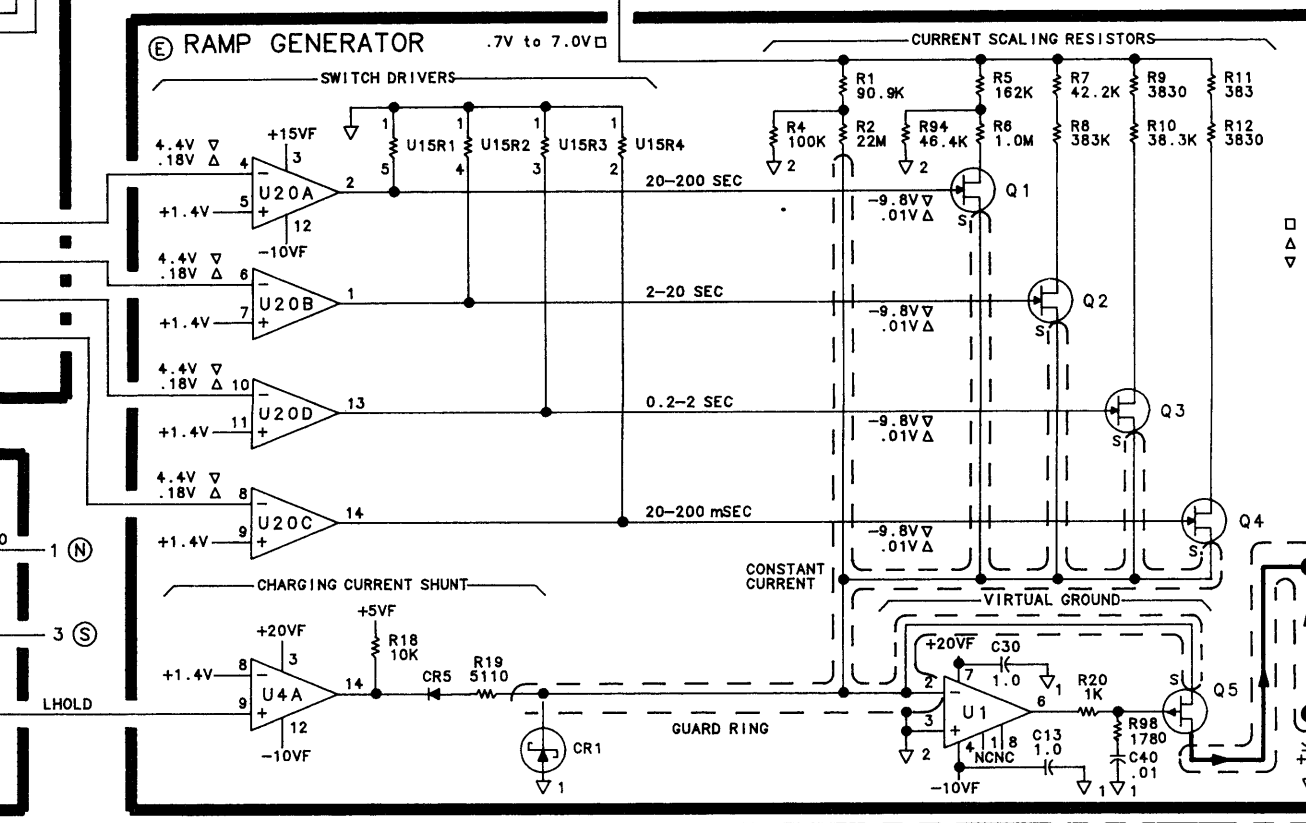 Ⓔ RAMP GENERATOR
.7V to 7.0V□
CURRENT SCALING RESISTORS
SWITCH DRIVERS
R1
90.9K
R5
162K
R7
42.2K
R9
3830
R11
383
R4
100K
R2
22M
R94
46.4K
R6
1.0M
R8
383K
R10
38.3K
R12
3830
2
2
1
1
1
1
U15R1
U15R2
U15R3
U15R4
5
4
3
2
4.4V ▽
.18V △
+15VF
3
4
−
U20A
2
+1.4V
5
+
12
−10VF
20–200 SEC
−9.8V▽
.01V△
Q1
S
□
△
▽
4.4V ▽
.18V △
6
−
U20B
1
+1.4V
7
+
2–20 SEC
−9.8V▽
.01V△
Q2
S
4.4V ▽
.18V △
10
−
U20D
13
+1.4V
11
+
0.2–2 SEC
−9.8V▽
.01V△
Q3
S
4.4V ▽
.18V △
8
−
U20C
14
+1.4V
9
+
20–200 mSEC
−9.8V▽
.01V△
Q4
S
0
1 Ⓝ
3 Ⓢ
CONSTANT
CURRENT
CHARGING CURRENT SHUNT
VIRTUAL GROUND
+5VF
R18
10K
+20VF
3
+1.4V
8
−
U4A
14
LHOLD
9
+
12
−10VF
CR5
R19
5110
CR1
1
GUARD RING
+20VF
7
C30
1.0
1
2
−
U1
6
3
+
2
4
1
8
NC
NC
−10VF
C13
1.0
1
R20
1K
R98
1780
C40
.01
1
S
Q5
+